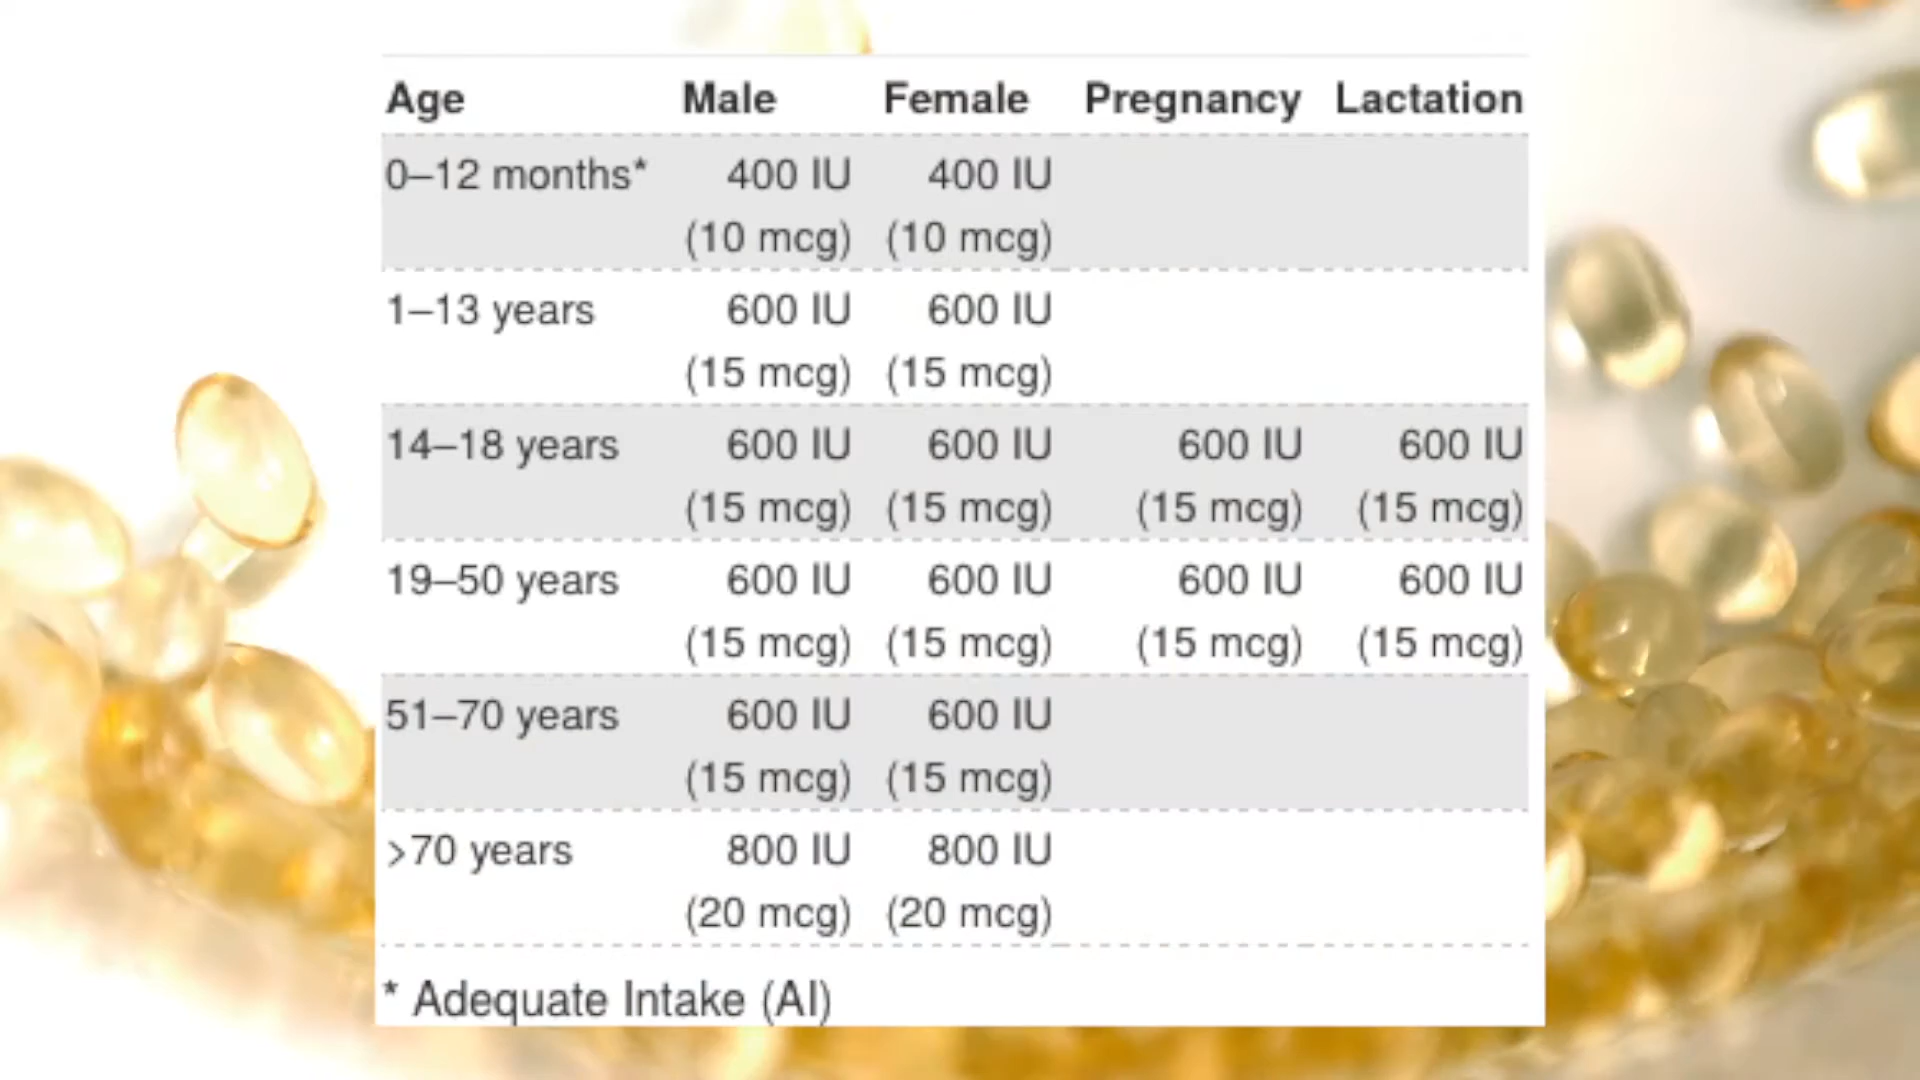 Age Male Female Pregnancy Lactation
0–12 months* 400 IU 400 IU
(10 mcg) (10 mcg)
1–13 years 600 IU 600 IU
(15 mcg) (15 mcg)
14–18 years 600 IU 600 IU 600 IU 600 IU
(15 mcg) (15 mcg) (15 mcg) (15 mcg)
19–50 years 600 IU 600 IU 600 IU 600 IU
(15 mcg) (15 mcg) (15 mcg) (15 mcg)
51–70 years 600 IU 600 IU
(15 mcg) (15 mcg)
>70 years 800 IU 800 IU
(20 mcg) (20 mcg)
* Adequate Intake (AI)